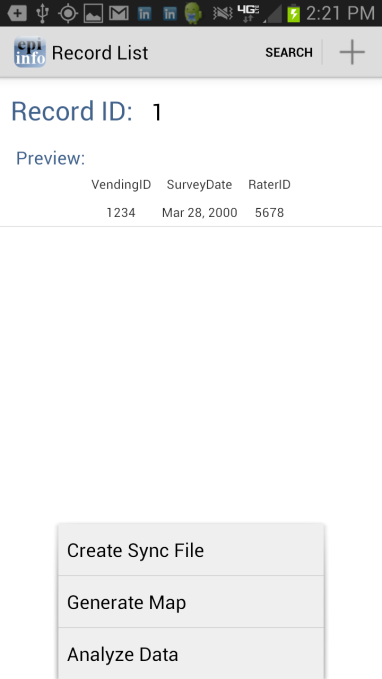 4G 2:21 PM
epi info Record List SEARCH
Record ID: 1
Preview:
VendingID SurveyDate RaterID
1234 Mar 28, 2000 5678
Create Sync File
Generate Map
Analyze Data